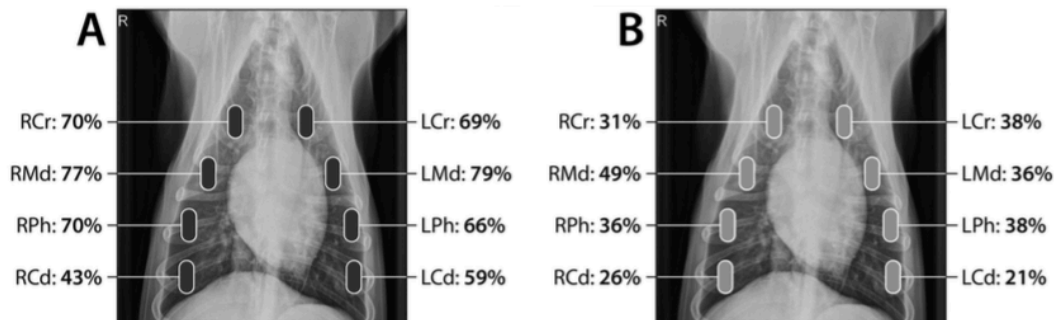 A
R
RCr: 70%
LCr: 69%
RMd: 77%
LMd: 79%
RPh: 70%
LPh: 66%
RCd: 43%
LCd: 59%
B
R
RCr: 31%
LCr: 38%
RMd: 49%
LMd: 36%
RPh: 36%
LPh: 38%
RCd: 26%
LCd: 21%